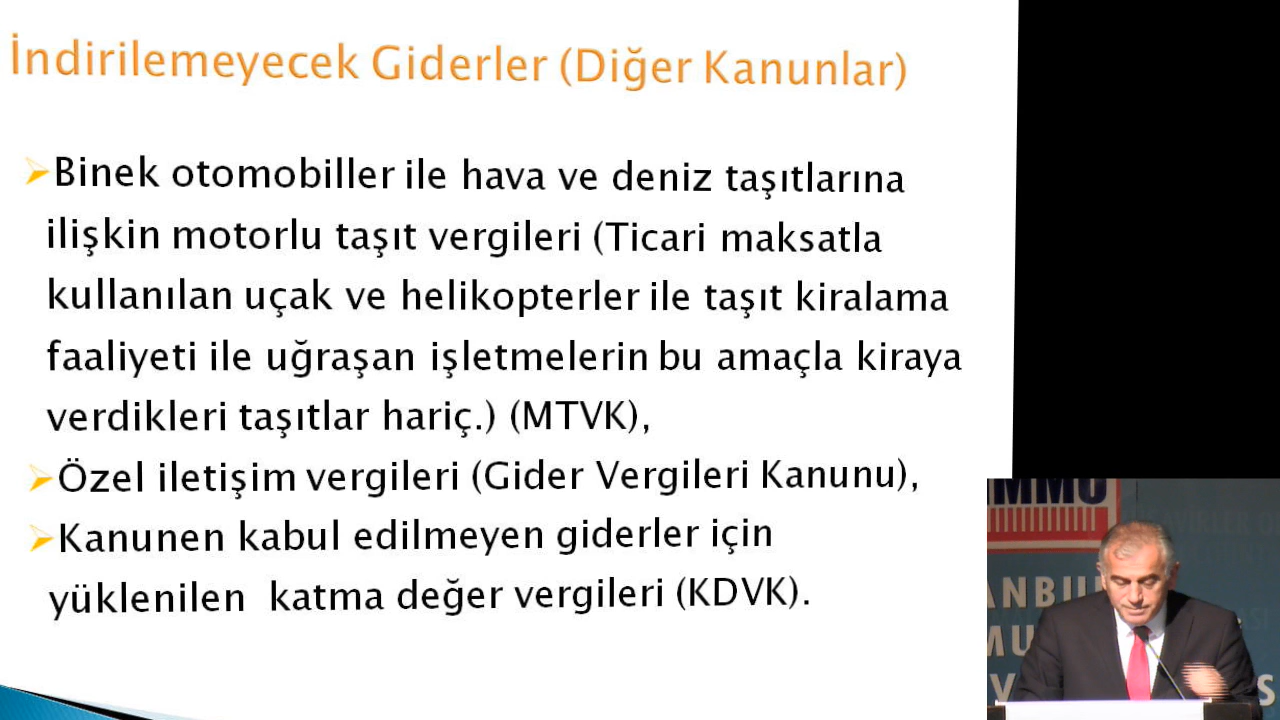 İndirilemeyecek Giderler (Diğer Kanunlar)
Binek otomobiller ile hava ve deniz taşıtlarına
ilişkin motorlu taşıt vergileri (Ticari maksatla
kullanılan uçak ve helikopterler ile taşıt kiralama
faaliyeti ile uğraşan işletmelerin bu amaçla kiraya
verdikleri taşıtlar hariç.) (MTVK),
Özel iletişim vergileri (Gider Vergileri Kanunu),
Kanunen kabul edilmeyen giderler için
yüklenilen katma değer vergileri (KDVK).